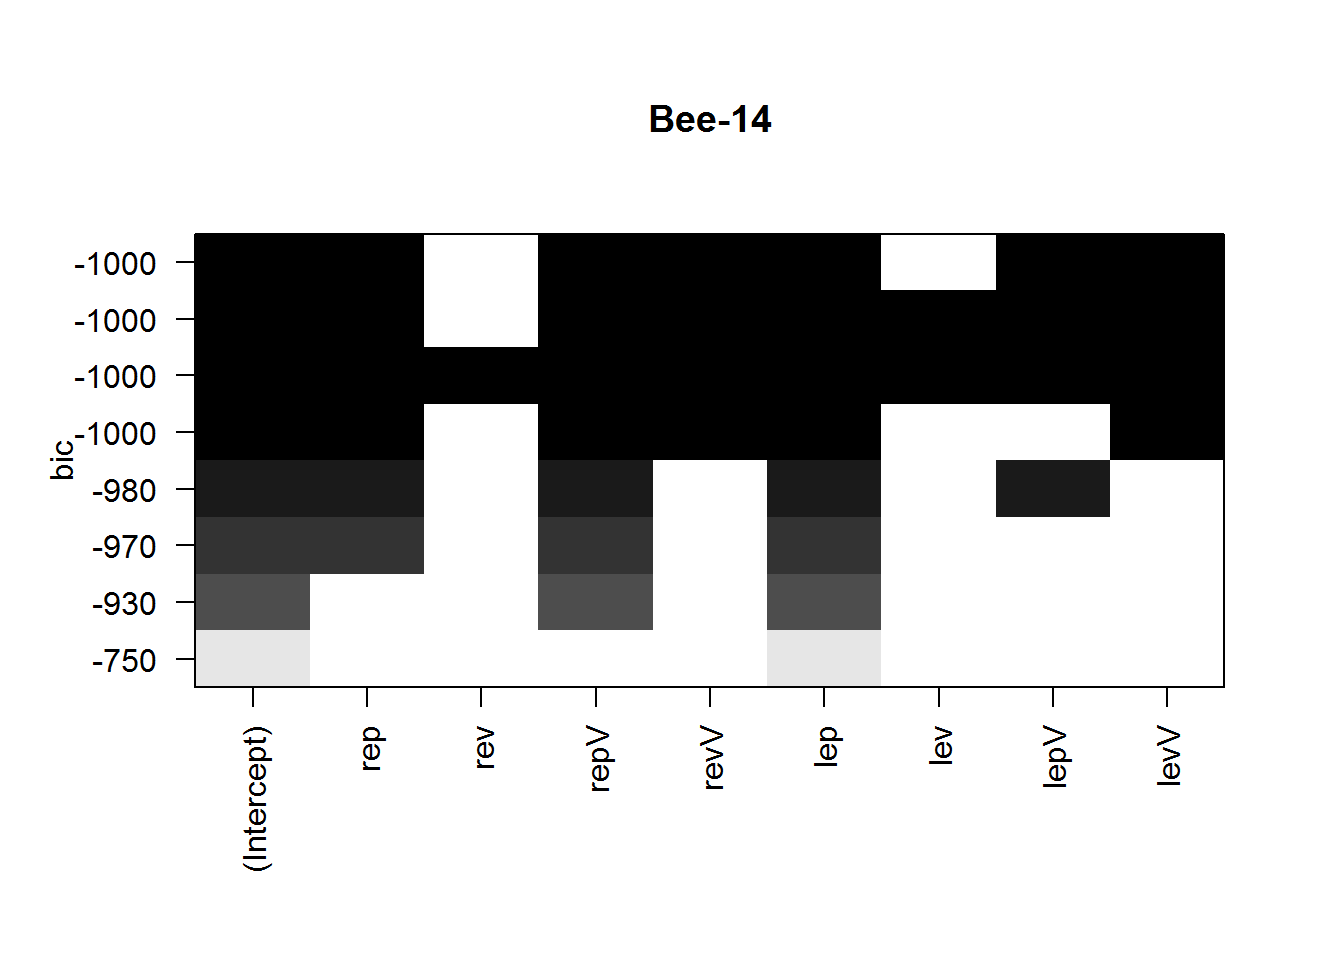 Bee-14
bic
-1000
-1000
-1000
-1000
-980
-970
-930
-750
(Intercept)
rep
rev
repV
revV
lep
lev
lepV
levV